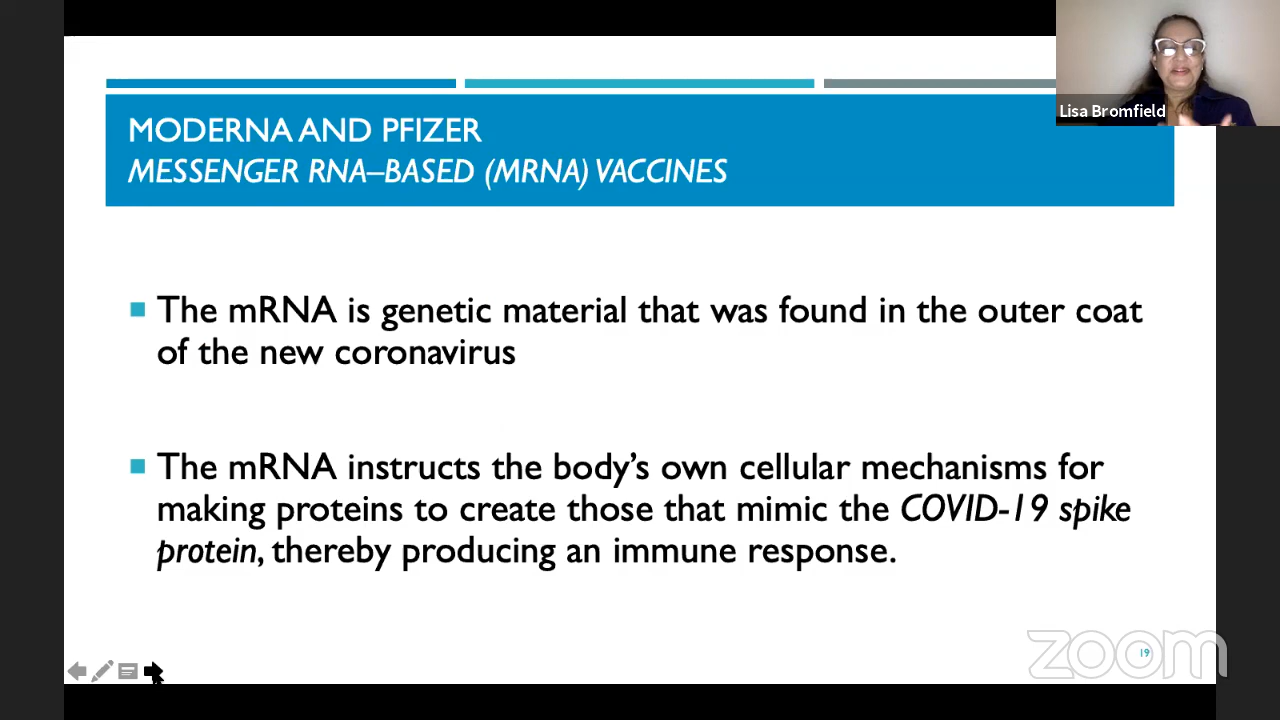 Lisa Bromfield
MODERNA AND PFIZER
MESSENGER RNA–BASED (MRNA) VACCINES
The mRNA is genetic material that was found in the outer coat
of the new coronavirus
The mRNA instructs the body’s own cellular mechanisms for
making proteins to create those that mimic the COVID-19 spike
protein, thereby producing an immune response.
zoom
19